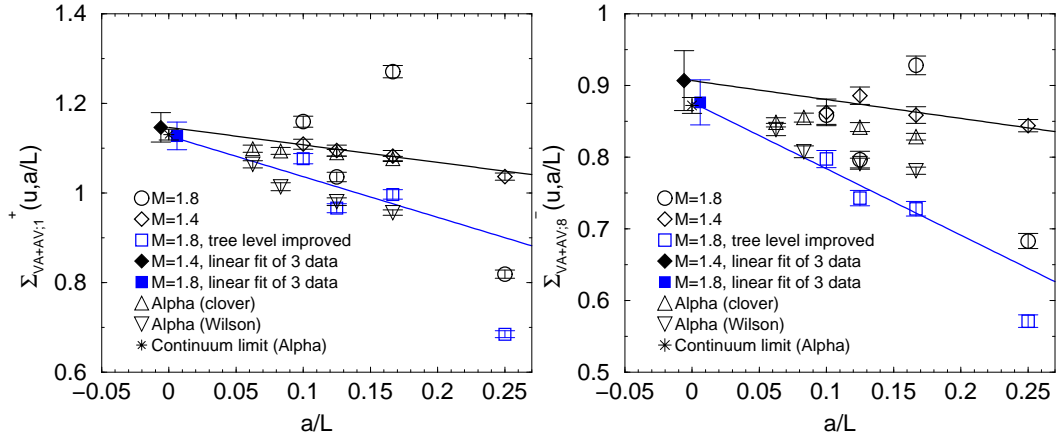 1.4
1.2
1
0.8
0.6
Σ_{VA+AV;1}^{+} (u,a/L)
M=1.8
M=1.4
M=1.8, tree level improved
M=1.4, linear fit of 3 data
M=1.8, linear fit of 3 data
Alpha (clover)
Alpha (Wilson)
Continuum limit (Alpha)
−0.05 0 0.05 0.1 0.15 0.2 0.25
a/L
1
0.9
0.8
0.7
0.6
Σ_{VA+AV;8}^{−} (u,a/L)
M=1.8
M=1.4
M=1.8, tree level improved
M=1.4, linear fit of 3 data
M=1.8, linear fit of 3 data
Alpha (clover)
Alpha (Wilson)
Continuum limit (Alpha)
−0.05 0 0.05 0.1 0.15 0.2 0.25
a/L